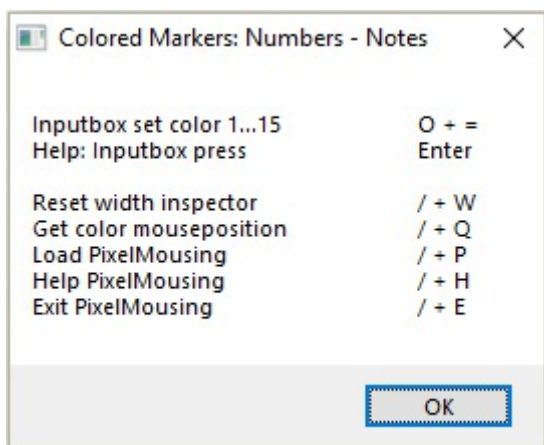 Colored Markers: Numbers - Notes
Inputbox set color 1...15 O + =
Help: Inputbox press Enter
Reset width inspector / + W
Get color mouseposition / + Q
Load PixelMousing / + P
Help PixelMousing / + H
Exit PixelMousing / + E
OK